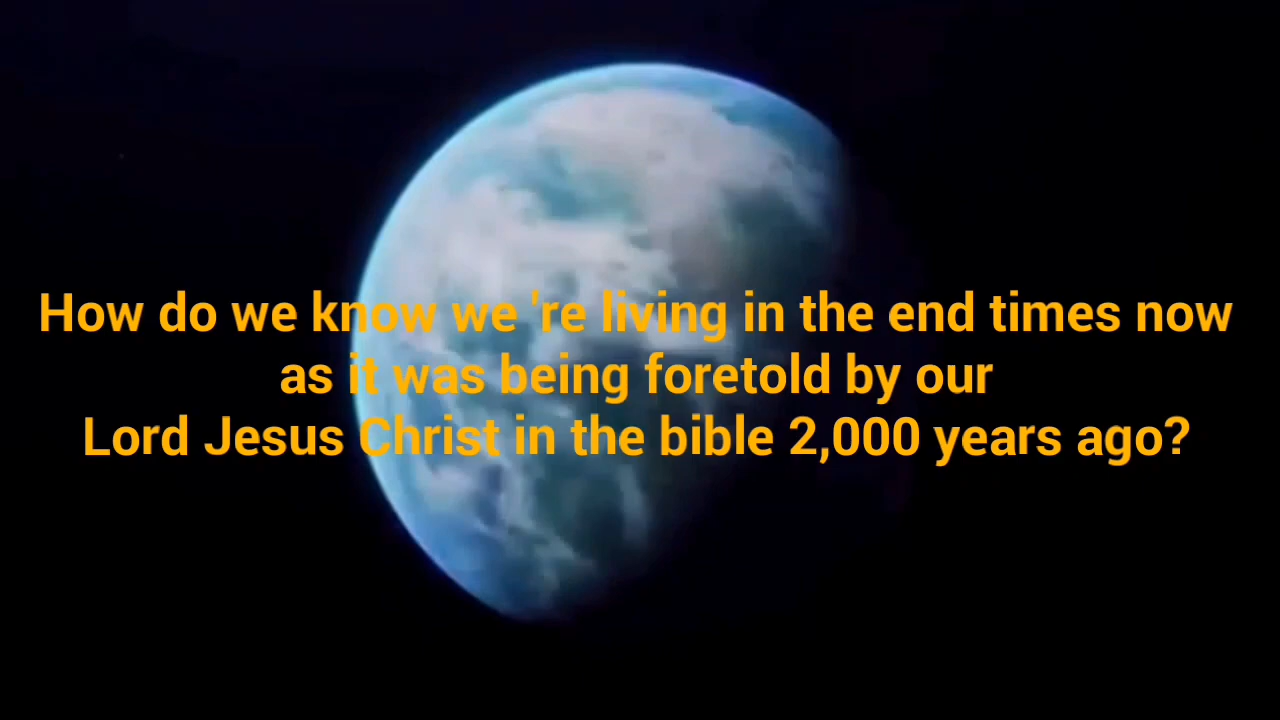 How do we know we 're living in the end times now
as it was being foretold by our
Lord Jesus Christ in the bible 2,000 years ago?